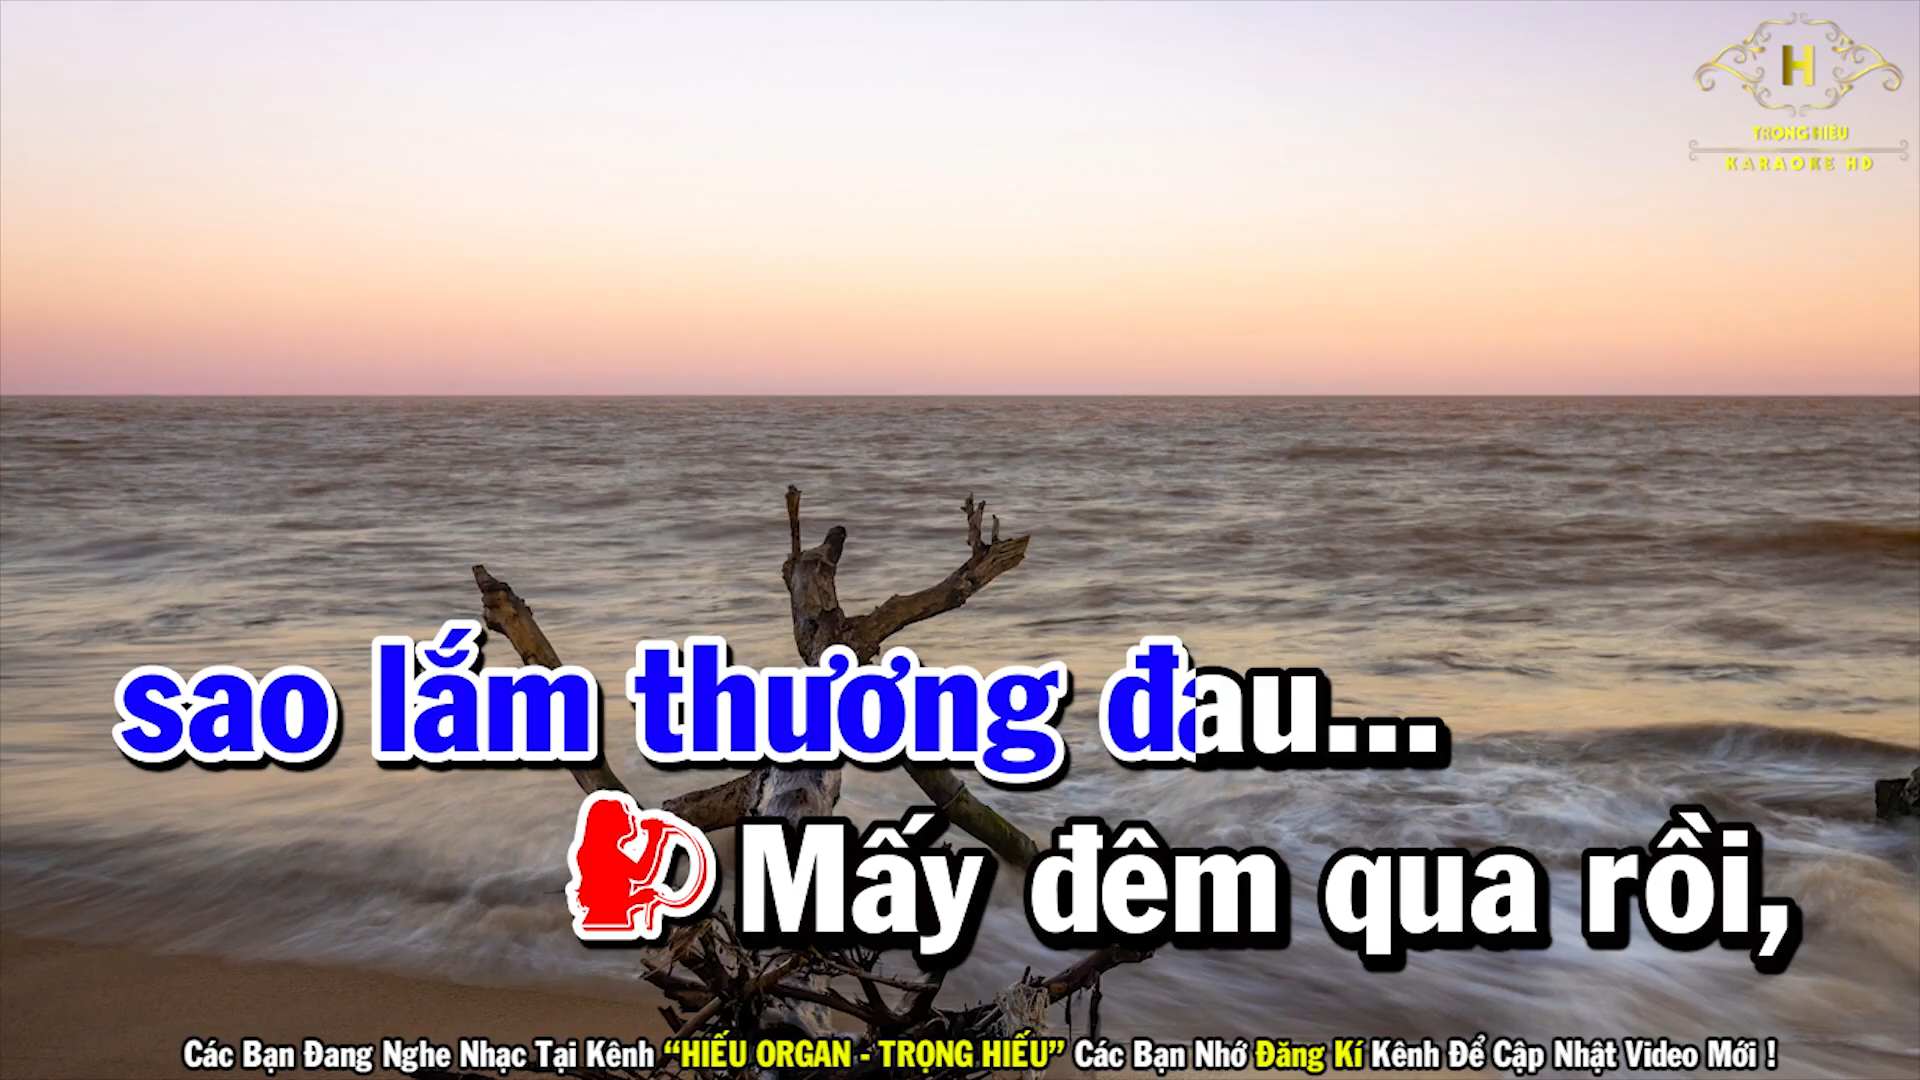 H
TRỌNG HIẾU
KARAOKE HD
sao lắm thương đau...
Mấy đêm qua rồi,
Các Bạn Đang Nghe Nhạc Tại Kênh “HIẾU ORGAN - TRỌNG HIẾU” Các Bạn Nhớ Đăng Kí Kênh Để Cập Nhật Video Mới !